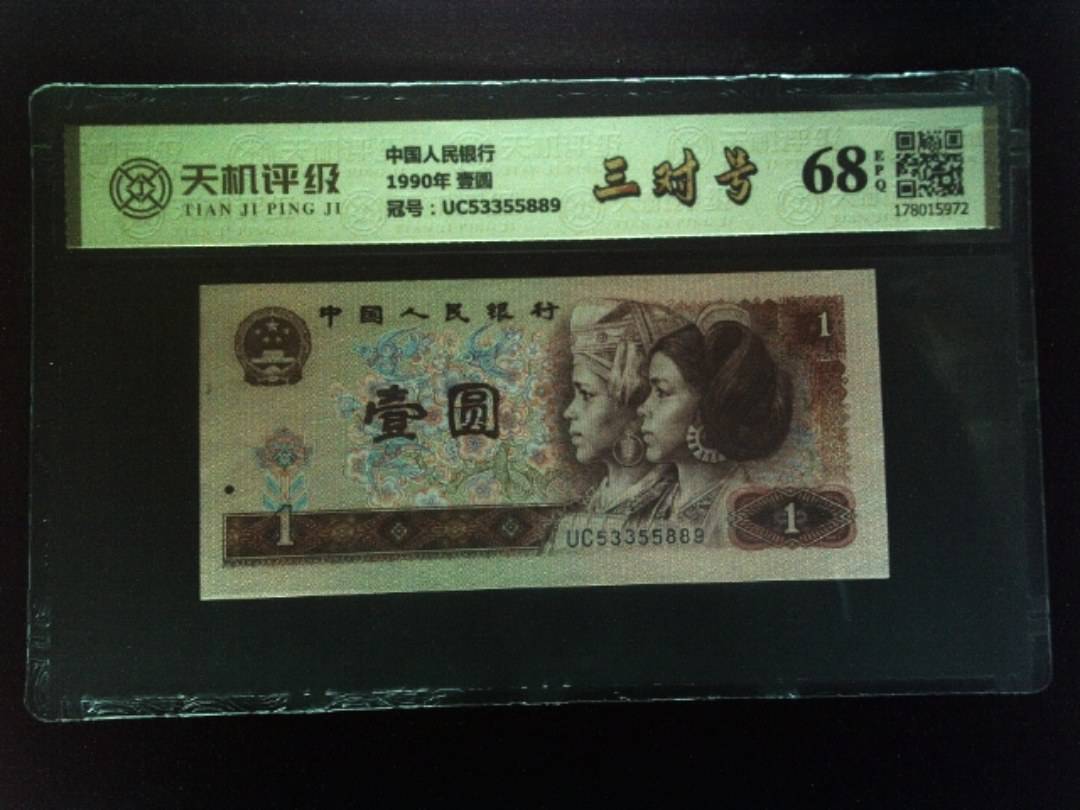 天机评级
TIAN JI PING JI
中国人民银行
1990年 壹圆
冠号：UC53355889
三对号
68
EPQ
178015972
中国人民银行
1
壹圆
1
1
UC53355889